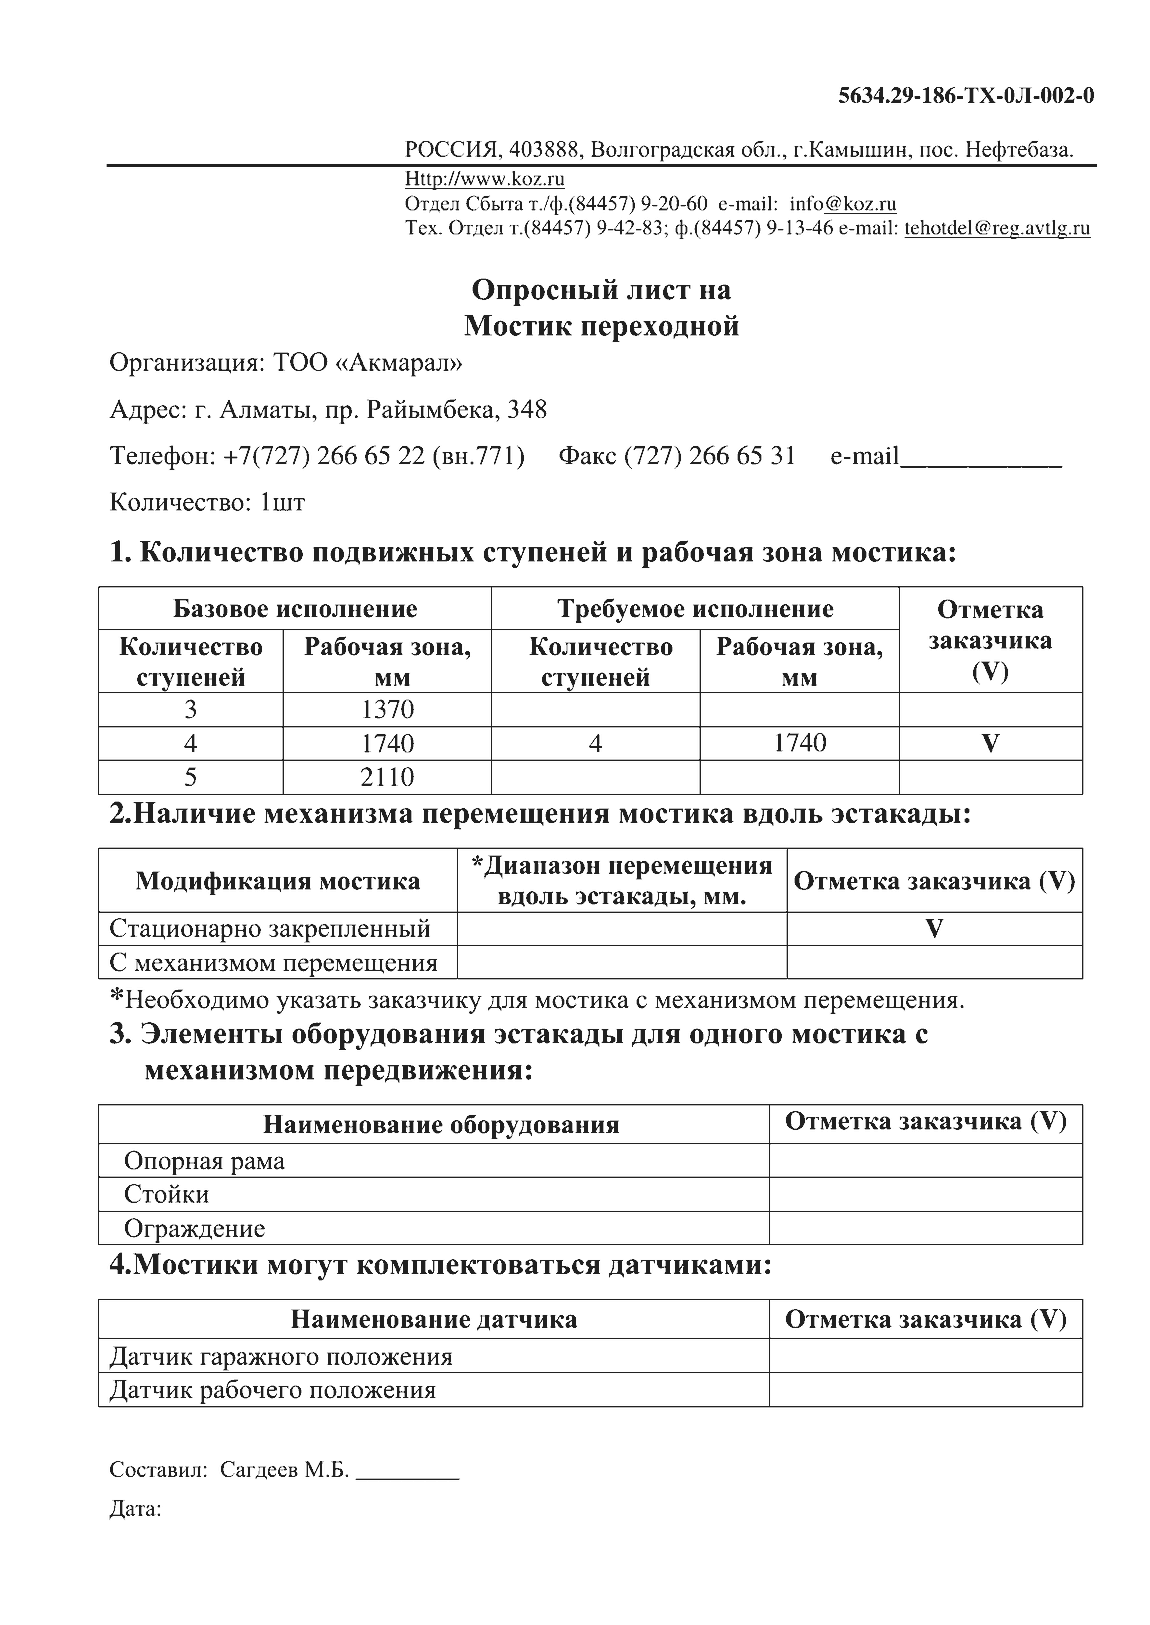 5634.29-186-ТХ-0Л-002-0
РОССИЯ, 403888, Волгоградская обл., г.Камышин, пос. Нефтебаза.
Http://www.koz.ru
Отдел Сбыта т./ф.(84457) 9-20-60 e-mail: info@koz.ru
Тех. Отдел т.(84457) 9-42-83; ф.(84457) 9-13-46 e-mail: tehotdel@reg.avtlg.ru
Опросный лист на
Мостик переходной
Организация: ТОО «Акмарал»
Адрес: г. Алматы, пр. Райымбека, 348
Телефон: +7(727) 266 65 22 (вн.771) Факс (727) 266 65 31 e-mail____________
Количество: 1шт
1. Количество подвижных ступеней и рабочая зона мостика:
Базовое исполнение Требуемое исполнение Отметка заказчика (V)
Количество ступеней Рабочая зона, мм Количество ступеней Рабочая зона, мм
3 1370
4 1740 4 1740 V
5 2110
2.Наличие механизма перемещения мостика вдоль эстакады:
Модификация мостика *Диапазон перемещения вдоль эстакады, мм. Отметка заказчика (V)
Стационарно закрепленный V
С механизмом перемещения
*Необходимо указать заказчику для мостика с механизмом перемещения.
3. Элементы оборудования эстакады для одного мостика с
механизмом передвижения:
Наименование оборудования Отметка заказчика (V)
Опорная рама
Стойки
Ограждение
4.Мостики могут комплектоваться датчиками:
Наименование датчика Отметка заказчика (V)
Датчик гаражного положения
Датчик рабочего положения
Составил: Сагдеев М.Б. _________
Дата: